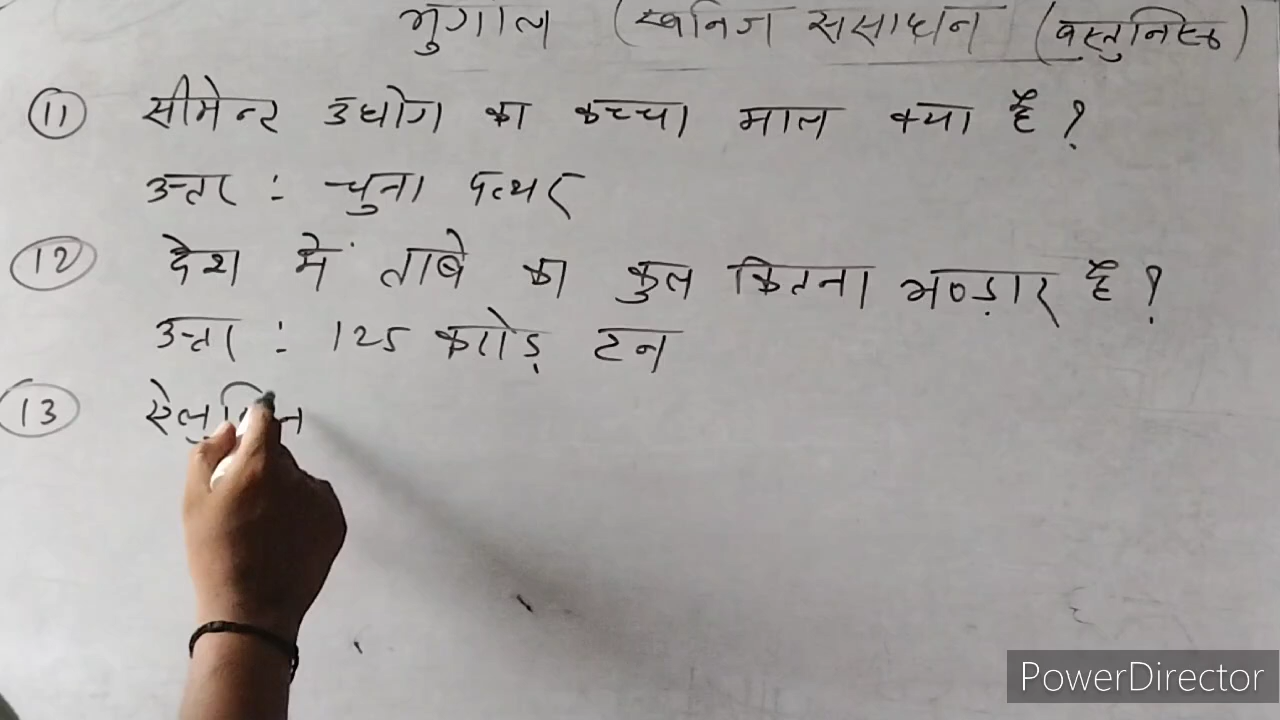 भुगोल (खनिज संसाधन (वस्तुनिष्ठ)
11 सीमेन्ट उधोग का कच्चा माल क्या है ?
उत्तर :- चुना पत्थर
12 देश में ताबे का कुल कितना भण्डार है ?
उत्तर :- 125 करोड़ टन
13
PowerDirector